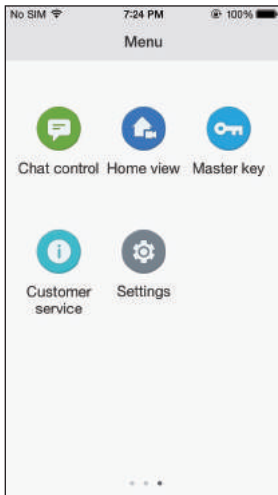 No SIM 7:24 PM 100%
Menu
Chat control Home view Master key
Customer
service
Settings